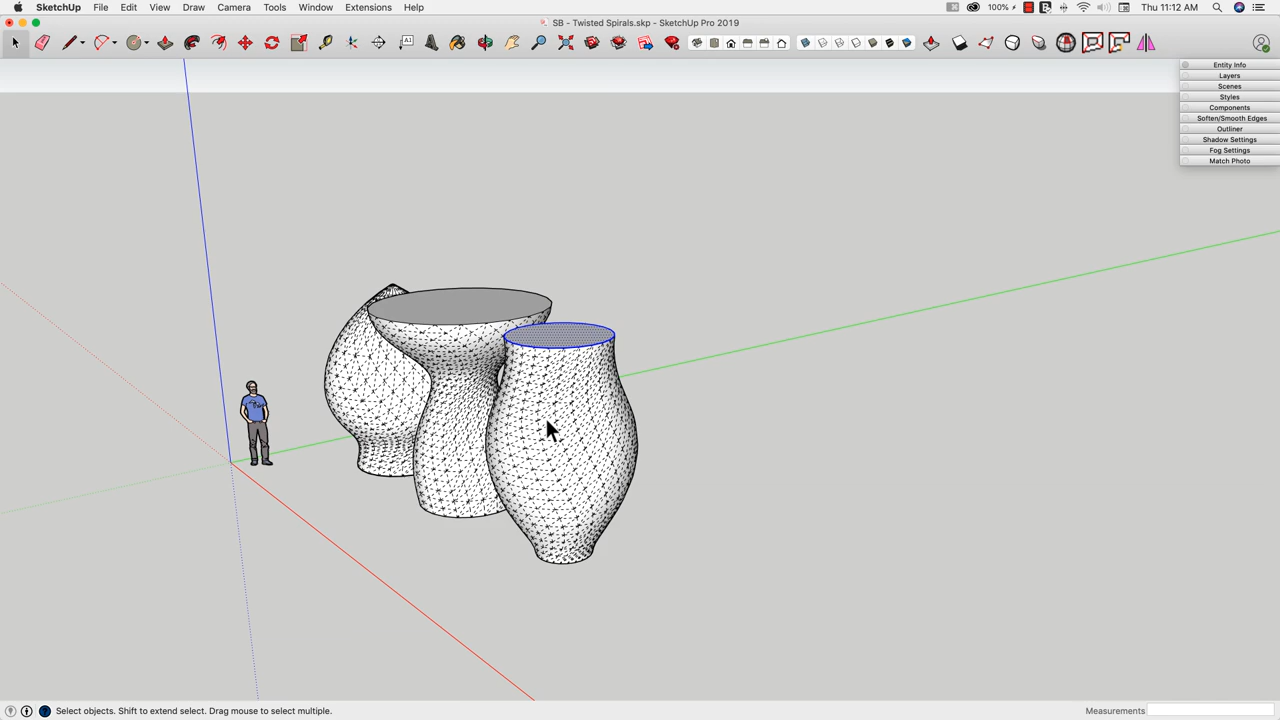 SketchUp File Edit View Draw Camera Tools Window Extensions Help 100% Thu 11:12 AM
SB - Twisted Spirals.skp - SketchUp Pro 2019
Entity Info
Layers
Scenes
Styles
Components
Soften/Smooth Edges
Outliner
Shadow Settings
Fog Settings
Match Photo
Select objects. Shift to extend select. Drag mouse to select multiple. Measurements